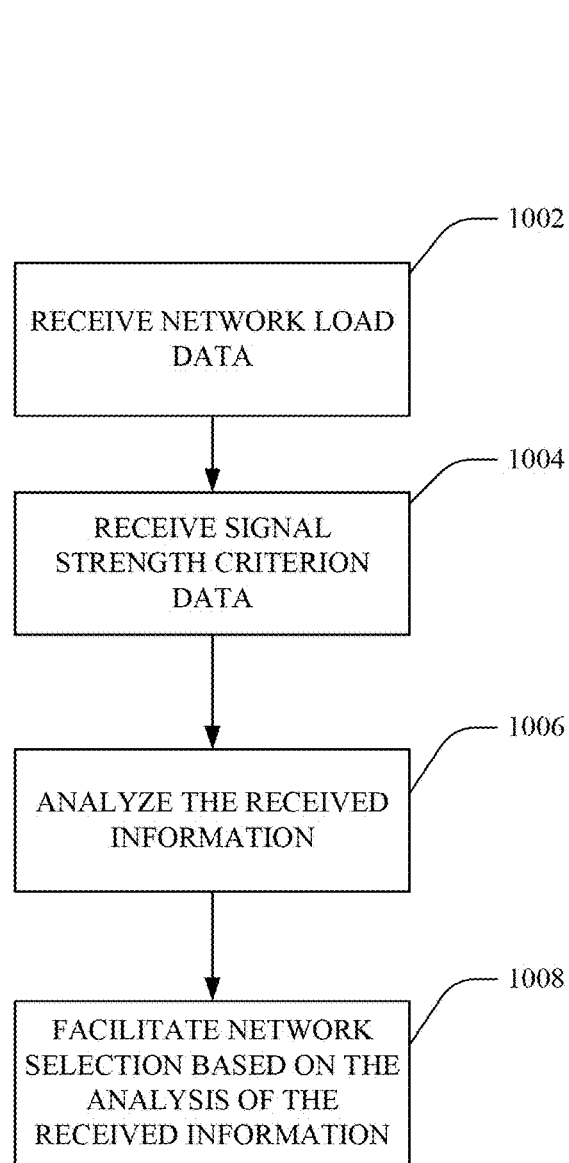 1002
RECEIVE NETWORK LOAD
DATA
1004
RECEIVE SIGNAL
STRENGTH CRITERION
DATA
1006
ANALYZE THE RECEIVED
INFORMATION
1008
FACILITATE NETWORK
SELECTION BASED ON THE
ANALYSIS OF THE
RECEIVED INFORMATION